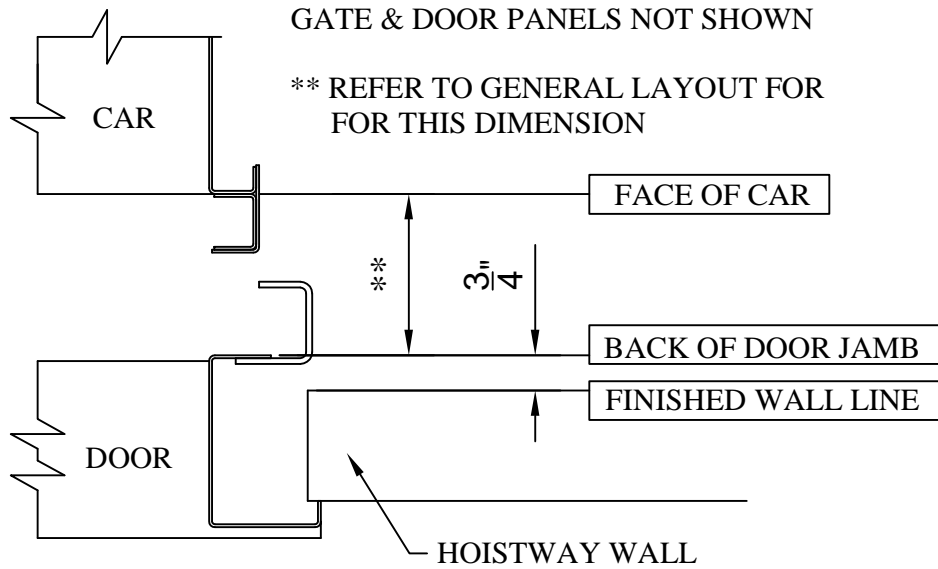 GATE & DOOR PANELS NOT SHOWN
** REFER TO GENERAL LAYOUT FOR
FOR THIS DIMENSION
CAR
FACE OF CAR
**
3"
4
BACK OF DOOR JAMB
FINISHED WALL LINE
DOOR
HOISTWAY WALL